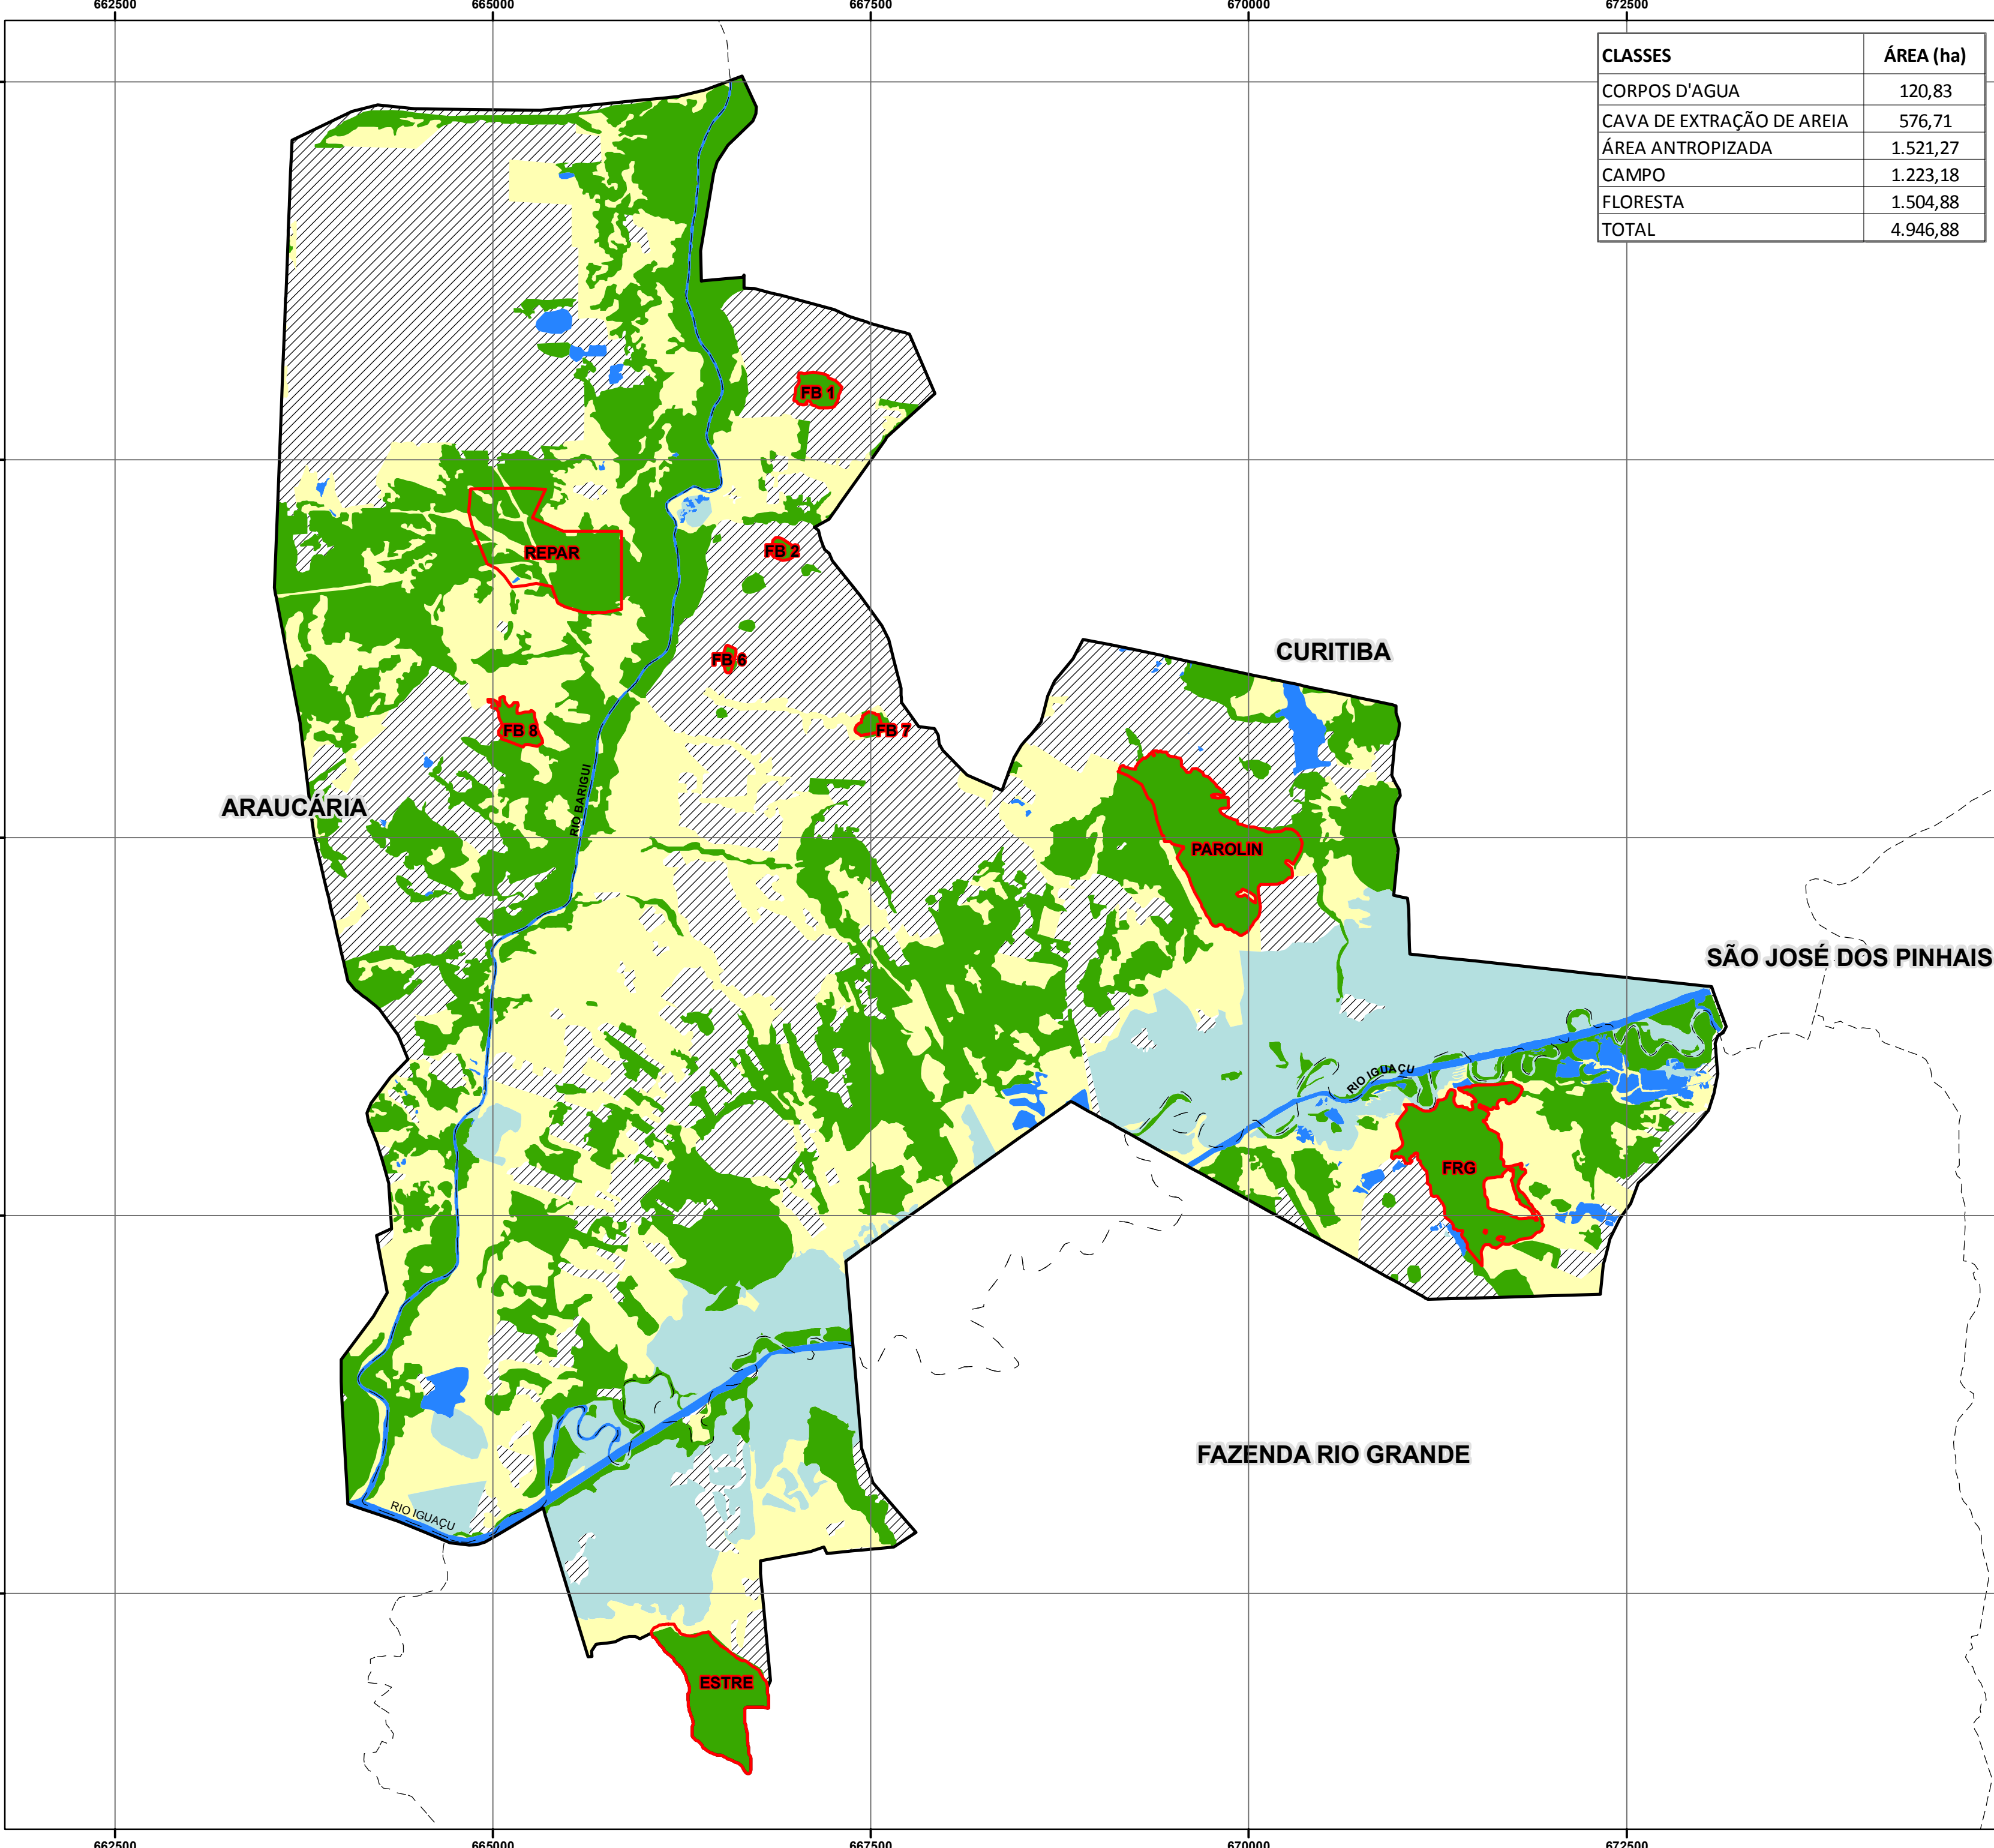 662500 665000 667500 670000 672500
CLASSES ÁREA (ha)
CORPOS D'AGUA 120,83
CAVA DE EXTRAÇÃO DE AREIA 576,71
ÁREA ANTROPIZADA 1.521,27
CAMPO 1.223,18
FLORESTA 1.504,88
TOTAL 4.946,88
FB 1
REPAR
FB 2
CURITIBA
FB 6
FB 8
FB 7
RIO BARIGUI
ARAUCÁRIA
PAROLIN
SÃO JOSÉ DOS PINHAIS
RIO IGUAÇU
FRG
FAZENDA RIO GRANDE
RIO IGUAÇU
ESTRE
662500 665000 667500 670000 672500